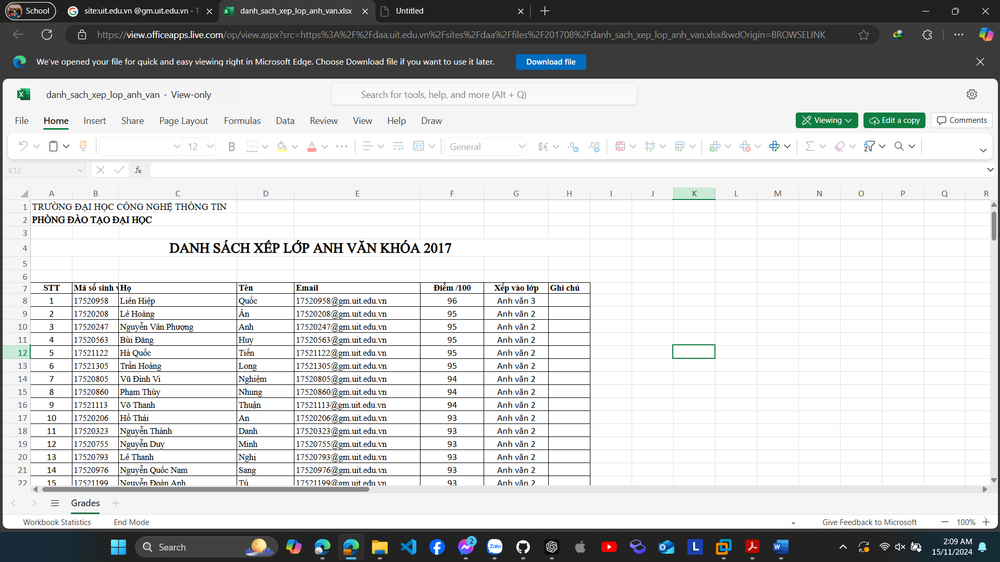 School
site:uit.edu.vn @gm.uit.edu.vn - T
danh_sach_xep_lop_anh_van.xlsx
Untitled
https://view.officeapps.live.com/op/view.aspx?src=https%3A%2F%2Fdaa.uit.edu.vn%2Fsites%2Fdaa%2Ffiles%2F201708%2Fdanh_sach_xep_lop_anh_van.xlsx&wdOrigin=BROWSELINK
We've opened your file for quick and easy viewing right in Microsoft Edge. Choose Download file if you want to use it later.
Download file
danh_sach_xep_lop_anh_van - View-only
Search for tools, help, and more (Alt + Q)
File Home Insert Share Page Layout Formulas Data Review View Help Draw
Viewing
Edit a copy
Comments
12 B A General $€ .0 .00
K12 fx
A B C D E F G H I J K L M N O P Q R
1 TRƯỜNG ĐẠI HỌC CÔNG NGHỆ THÔNG TIN
2 PHÒNG ĐÀO TẠO ĐẠI HỌC
3
4 DANH SÁCH XẾP LỚP ANH VĂN KHÓA 2017
5
6
7 STT Mã số sinh v Họ Tên Email Điểm /100 Xếp vào lớp Ghi chú
8 1 17520958 Liên Hiệp Quốc 17520958@gm.uit.edu.vn 96 Anh văn 3
9 2 17520208 Lê Hoàng Ân 17520208@gm.uit.edu.vn 95 Anh văn 2
10 3 17520247 Nguyễn Vân Phượng Anh 17520247@gm.uit.edu.vn 95 Anh văn 2
11 4 17520563 Bùi Đăng Huy 17520563@gm.uit.edu.vn 95 Anh văn 2
12 5 17521122 Hà Quốc Tiến 17521122@gm.uit.edu.vn 95 Anh văn 2
13 6 17521305 Trần Hoàng Long 17521305@gm.uit.edu.vn 95 Anh văn 2
14 7 17520805 Vũ Đình Vi Nghiệm 17520805@gm.uit.edu.vn 94 Anh văn 2
15 8 17520860 Phạm Thùy Nhung 17520860@gm.uit.edu.vn 94 Anh văn 2
16 9 17521113 Võ Thanh Thuận 17521113@gm.uit.edu.vn 94 Anh văn 2
17 10 17520206 Hồ Thái An 17520206@gm.uit.edu.vn 93 Anh văn 2
18 11 17520323 Nguyễn Thành Danh 17520323@gm.uit.edu.vn 93 Anh văn 2
19 12 17520755 Nguyễn Duy Minh 17520755@gm.uit.edu.vn 93 Anh văn 2
20 13 17520793 Lê Thanh Nghị 17520793@gm.uit.edu.vn 93 Anh văn 2
21 14 17520976 Nguyễn Quốc Nam Sang 17520976@gm.uit.edu.vn 93 Anh văn 2
22 15 17521199 Nguyễn Đoàn Anh Tú 17521199@gm.uit.edu.vn 93 Anh văn 2
Grades
Workbook Statistics End Mode Give Feedback to Microsoft 100%
Search
2
Zalo
L
2:09 AM
15/11/2024